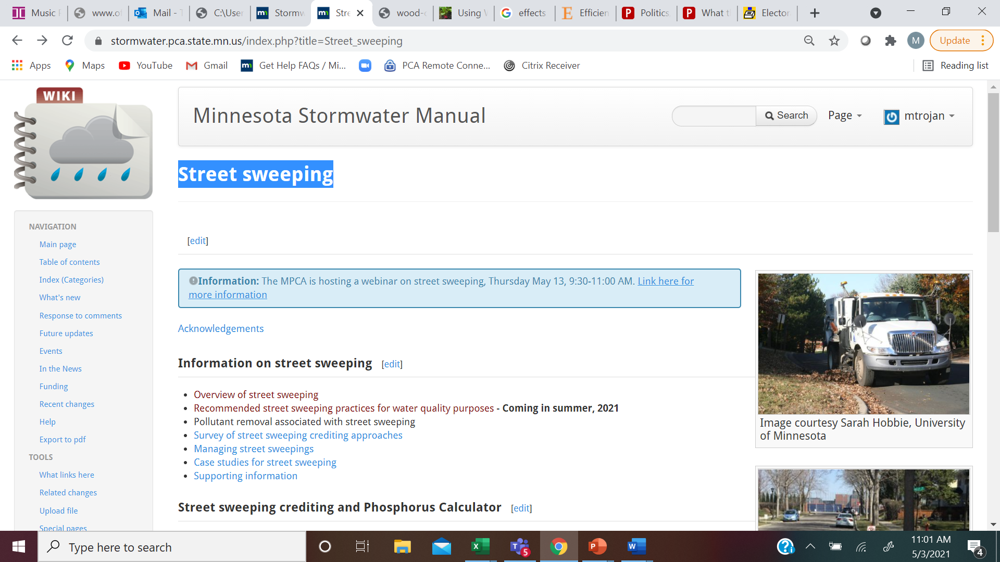 Music
www.of
Mail -
C:\User
Stormw
Stre
wood-
Using
effects
Efficien
Politics
What t
Elector
stormwater.pca.state.mn.us/index.php?title=Street_sweeping
M
Update
Apps
Maps
YouTube
Gmail
Get Help FAQs / Mi...
PCA Remote Conne...
Citrix Receiver
Reading list
WIKI
Minnesota Stormwater Manual
Search
Page
mtrojan
Street sweeping
NAVIGATION
Main page
Table of contents
Index (Categories)
What's new
Response to comments
Future updates
Events
In the News
Funding
Recent changes
Help
Export to pdf
TOOLS
What links here
Related changes
Upload file
Special pages
[edit]
Information: The MPCA is hosting a webinar on street sweeping, Thursday May 13, 9:30-11:00 AM. Link here for
more information
Acknowledgements
Information on street sweeping [edit]
• Overview of street sweeping
• Recommended street sweeping practices for water quality purposes - Coming in summer, 2021
• Pollutant removal associated with street sweeping
• Survey of street sweeping crediting approaches
• Managing street sweepings
• Case studies for street sweeping
• Supporting information
Street sweeping crediting and Phosphorus Calculator [edit]
Image courtesy Sarah Hobbie, University
of Minnesota
Type here to search
5
11:01 AM
5/3/2021
4